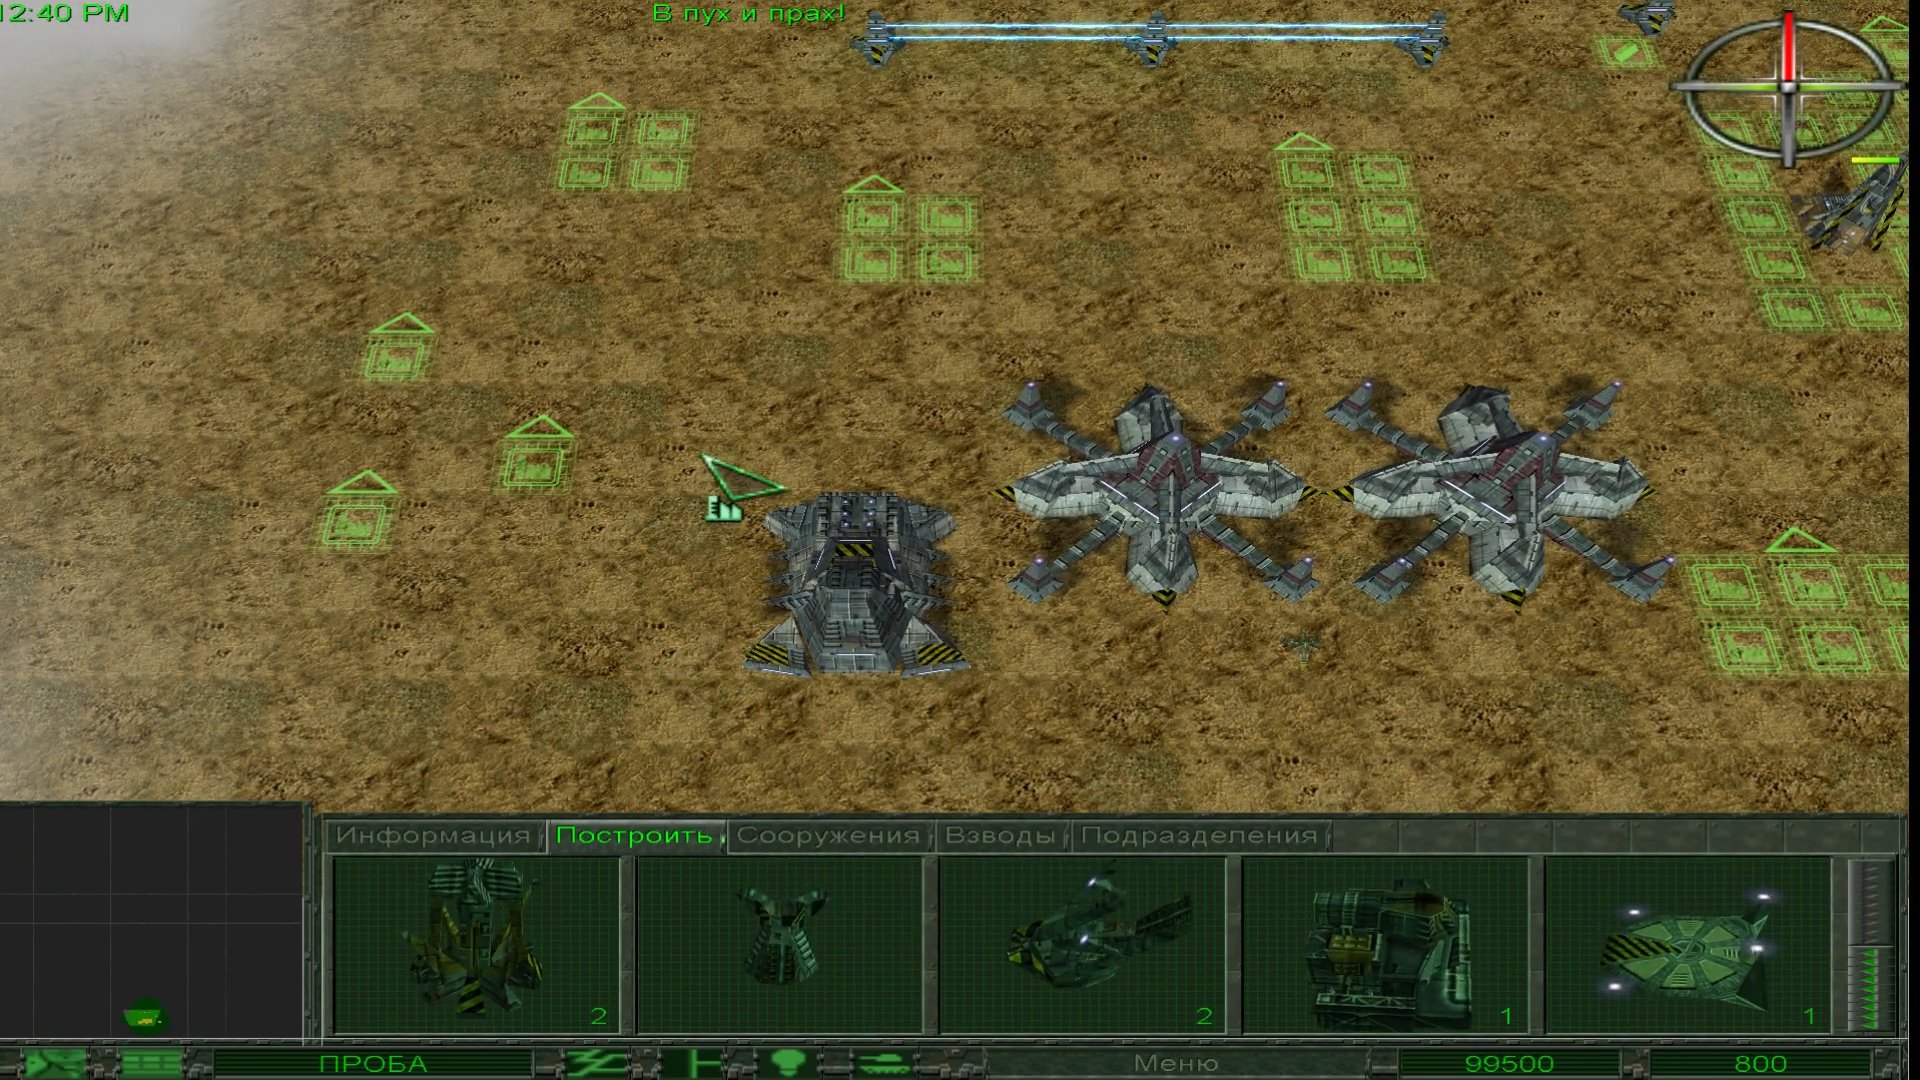 12:40 PM
В пух и прах!
Информация Построить Сооружения Взводы Подразделения
2 2 1 1
ПРОБА Меню 99500 800